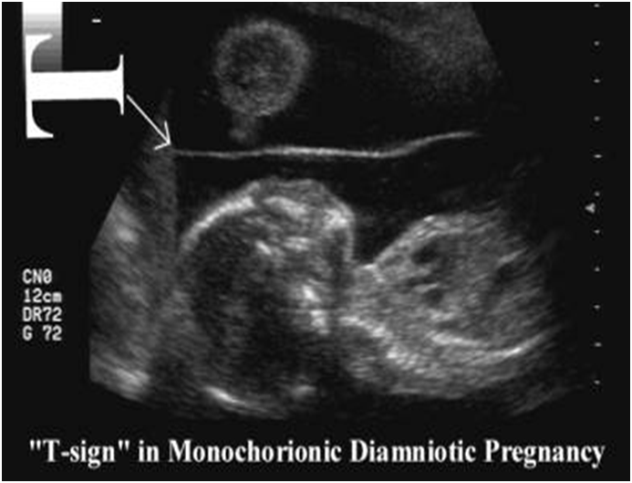 T
CN0
12cm
DR72
G 72
"T-sign" in Monochorionic Diamniotic Pregnancy